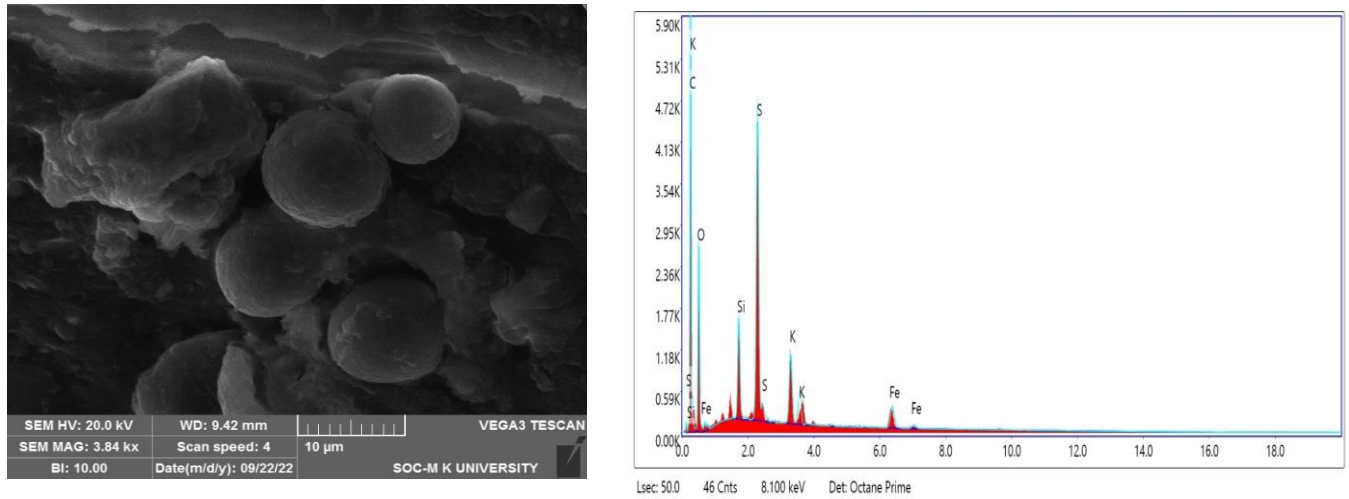 SEM HV: 20.0 kV WD: 9.42 mm VEGA3 TESCAN
SEM MAG: 3.84 kx Scan speed: 4 10 µm
BI: 10.00 Date(m/d/y): 09/22/22 SOC-M K UNIVERSITY
5.90K
K
5.31K
C
4.72K
S
4.13K
3.54K
2.95K
O
2.36K
1.77K
Si
1.18K
K
S
S
0.59K
K
Fe
Si
Fe
Fe
0.00K
0.0 2.0 4.0 6.0 8.0 10.0 12.0 14.0 16.0 18.0
Lsec: 50.0 46 Cnts 8.100 keV Det: Octane Prime